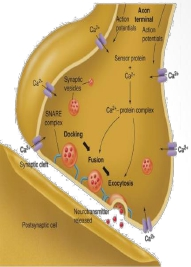 Axon
terminal
Action
potentials
Action
potentials
Ca²⁺
Sensor protein
+
Ca²⁺
Ca²⁺
Ca²⁺
Ca²⁺
Synaptic
vesicles
Ca²⁺-protein complex
SNARE
complex
Docking
Fusion
Exocytosis
Ca²⁺
Ca²⁺
Synaptic cleft
Neurotransmitter
released
Postsynaptic cell
Ca²⁺